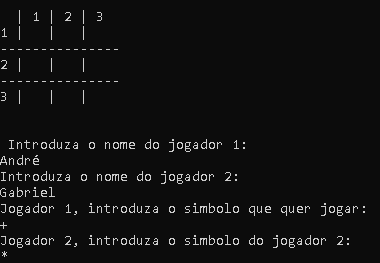 | 1 | 2 | 3
1 |   |   |
---------------
2 |   |   |
---------------
3 |   |   |
Introduza o nome do jogador 1:
André
Introduza o nome do jogador 2:
Gabriel
Jogador 1, introduza o simbolo que quer jogar:
+
Jogador 2, introduza o simbolo do jogador 2:
*